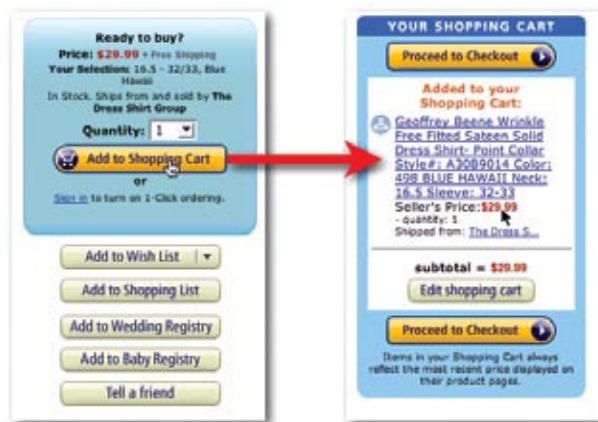 Ready to buy?
Price: $29.99 + Free Shipping
Your Selection: 16.5 - 32/33, Blue
Hawaii
In Stock. Ships from and sold by The
Dress Shirt Group
Quantity: 1
Add to Shopping Cart
or
Sign in to turn on 1-Click ordering.
Add to Wish List
Add to Shopping List
Add to Wedding Registry
Add to Baby Registry
Tell a friend
YOUR SHOPPING CART
Proceed to Checkout
Added to your
Shopping Cart:
Geoffrey Beene Wrinkle
Free Fitted Sateen Solid
Dress Shirt- Point Collar
Style#: A30B9014 Color:
498 BLUE HAWAII Neck:
16.5 Sleeve: 32-33
Seller's Price:$29.99
- quantity: 1
Shipped from: The Dress S...
subtotal = $29.99
Edit shopping cart
Proceed to Checkout
Items in your Shopping Cart always
reflect the most recent price displayed on
their product pages.